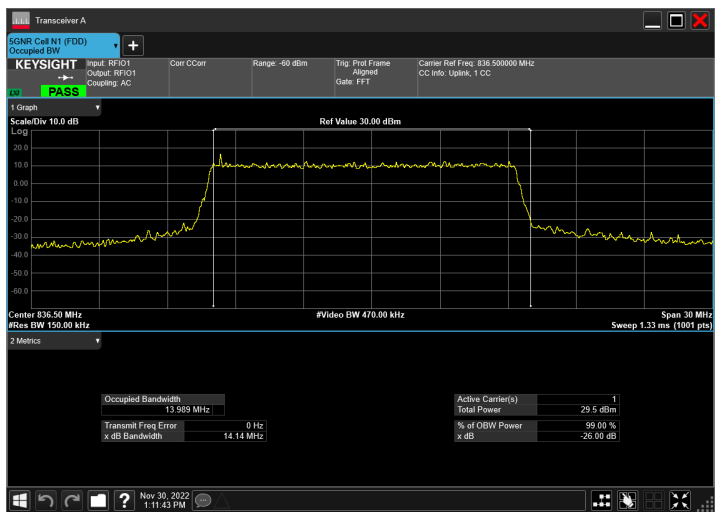 Transceiver A
5GNR Cell N1 (FDD)
Occupied BW
KEYSIGHT
Input: RFIO1
Output: RFIO1
Coupling: AC
Corr CCorr
Range: -60 dBm
Trig: Prot Frame
Aligned
Gate: FFT
Carrier Ref Freq: 836.500000 MHz
CC Info: Uplink, 1 CC
LXI
PASS
1 Graph
Scale/Div 10.0 dB
Ref Value 30.00 dBm
Log
20.0
10.0
0.00
-10.0
-20.0
-30.0
-40.0
-50.0
-60.0
Center 836.50 MHz
#Video BW 470.00 kHz
Span 30 MHz
#Res BW 150.00 kHz
Sweep 1.33 ms (1001 pts)
2 Metrics
Occupied Bandwidth
13.989 MHz
Active Carrier(s) 1
Total Power 29.5 dBm
Transmit Freq Error 0 Hz
x dB Bandwidth 14.14 MHz
% of OBW Power 99.00 %
x dB -26.00 dB
Nov 30, 2022
1:11:43 PM